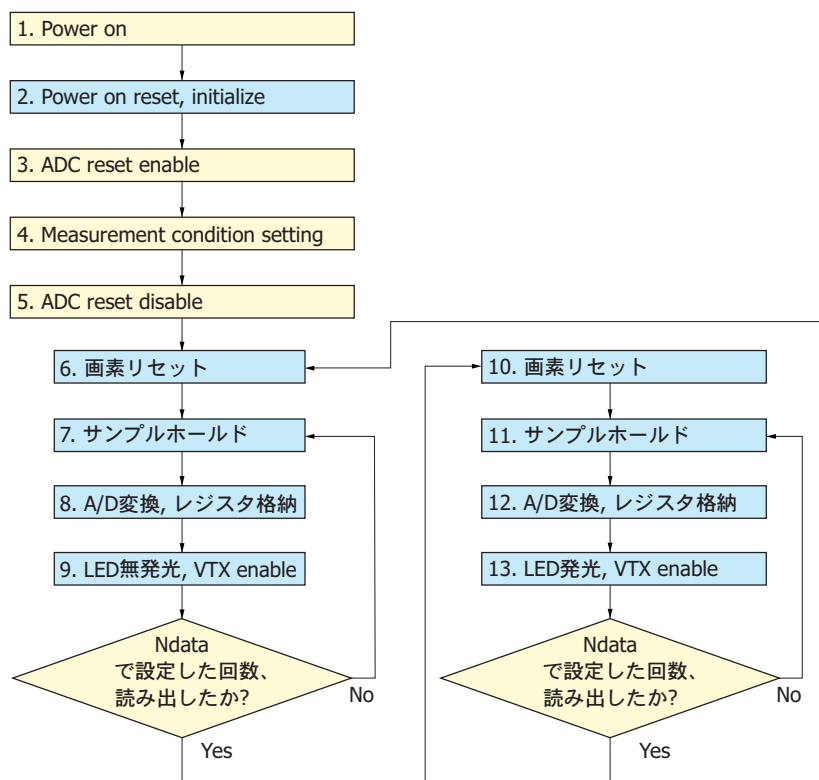 1. Power on
2. Power on reset, initialize
3. ADC reset enable
4. Measurement condition setting
5. ADC reset disable
6. 画素リセット
7. サンプルホールド
8. A/D変換, レジスタ格納
9. LED無発光, VTX enable
Ndata
で設定した回数、
読み出したか?
No
Yes
10. 画素リセット
11. サンプルホールド
12. A/D変換, レジスタ格納
13. LED発光, VTX enable
Ndata
で設定した回数、
読み出したか?
No
Yes